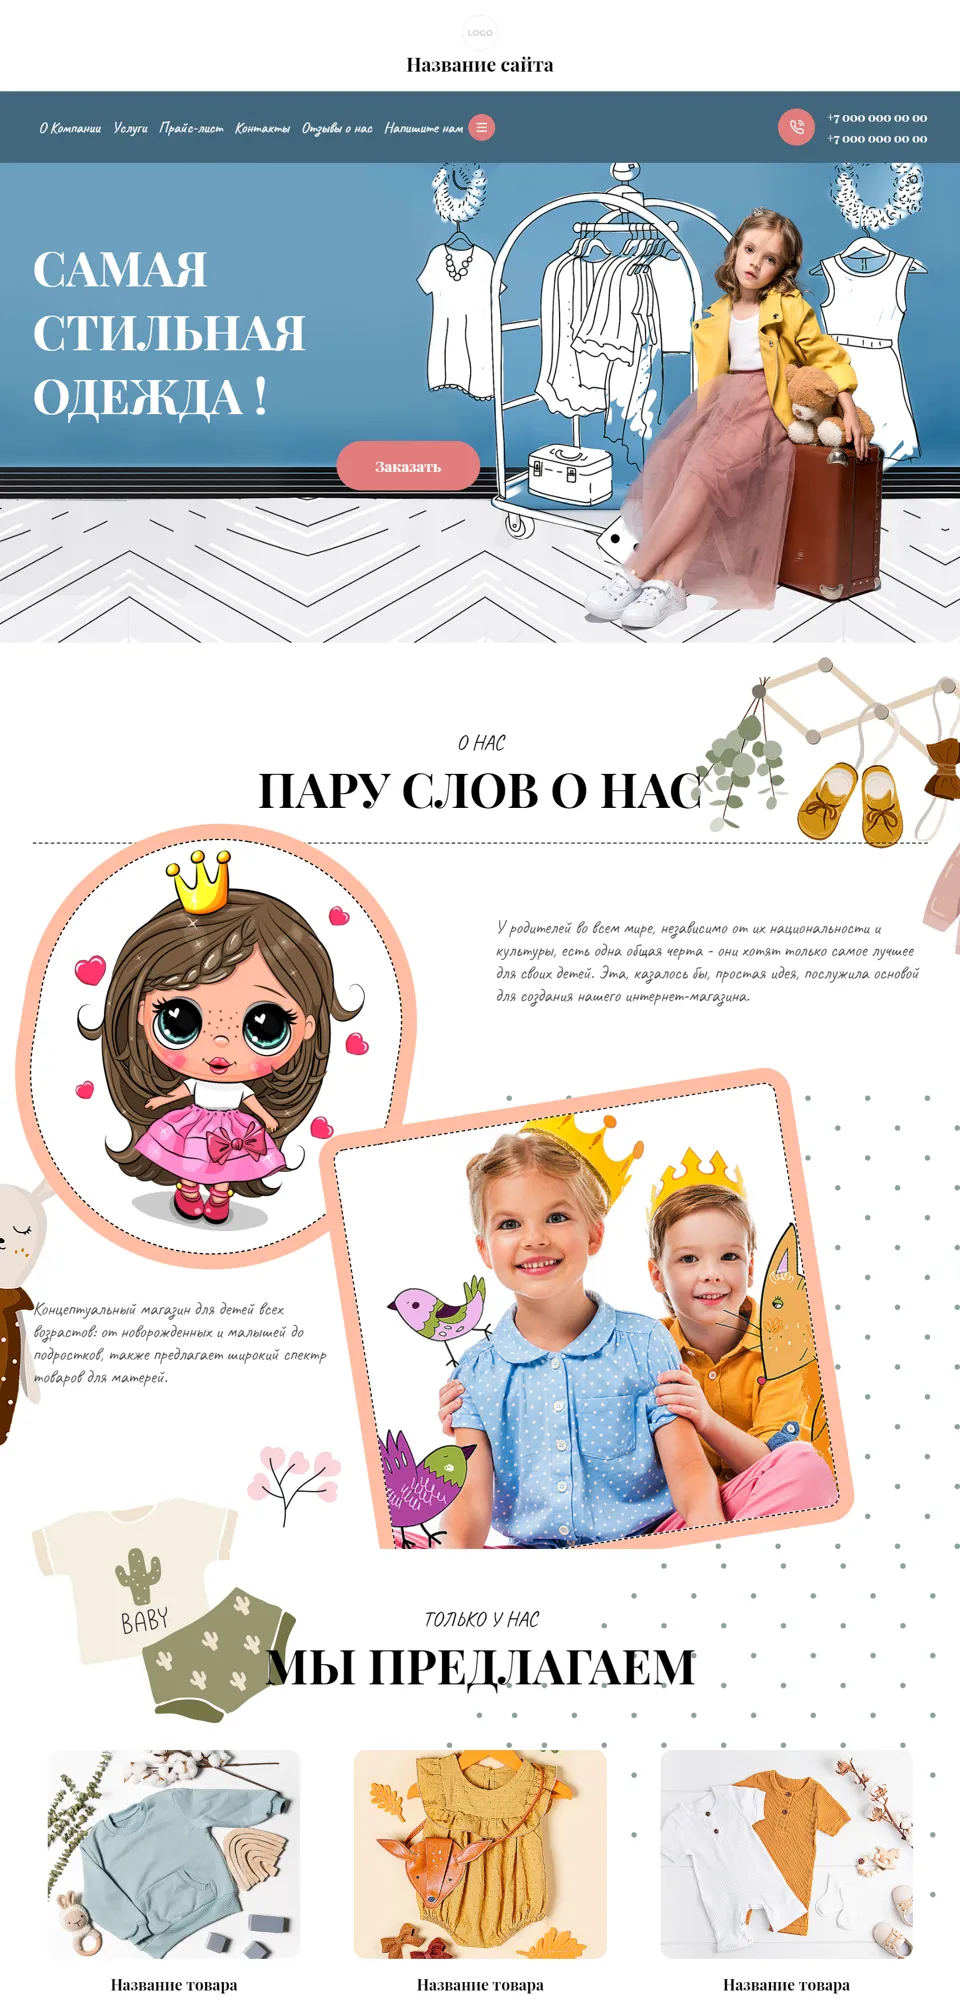 LOGO
Название сайта
О Компании Услуги Прайс-лист Контакты Отзывы о нас Напишите нам
+7 000 000 00 00
+7 000 000 00 00
САМАЯ
СТИЛЬНАЯ
ОДЕЖДА !
Заказать
О НАС
ПАРУ СЛОВ О НАС
У родителей во всем мире, независимо от их национальности и
культуры, есть одна общая черта - они хотят только самое лучшее
для своих детей. Эта, казалось бы, простая идея, послужила основой
для создания нашего интернет-магазина.
Концептуальный магазин для детей всех
возрастов: от новорожденных и малышей до
подростков, также предлагает широкий спектр
товаров для матерей.
BABY
ТОЛЬКО У НАС
МЫ ПРЕДЛАГАЕМ
Название товара
Название товара
Название товара